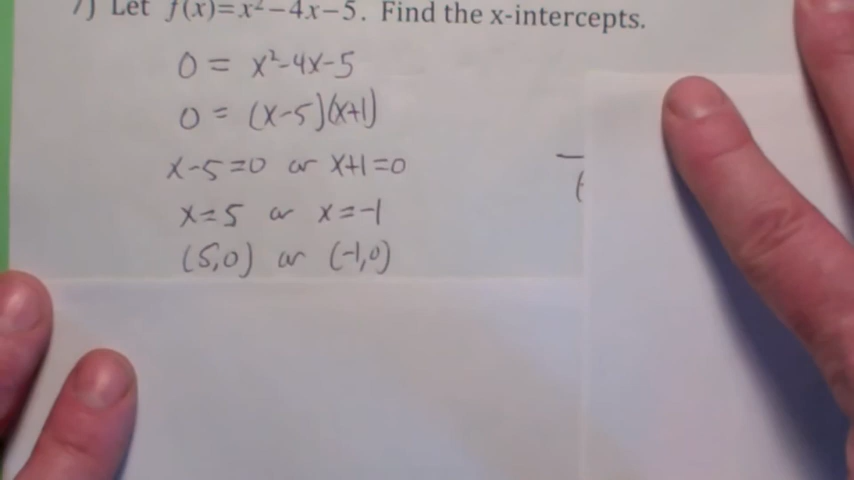 7) Let f(x)=x²-4x-5. Find the x-intercepts.
0 = x²-4x-5
0 = (x-5)(x+1)
x-5=0 or x+1=0
x=5 or x=-1
(5,0) or (-1,0)